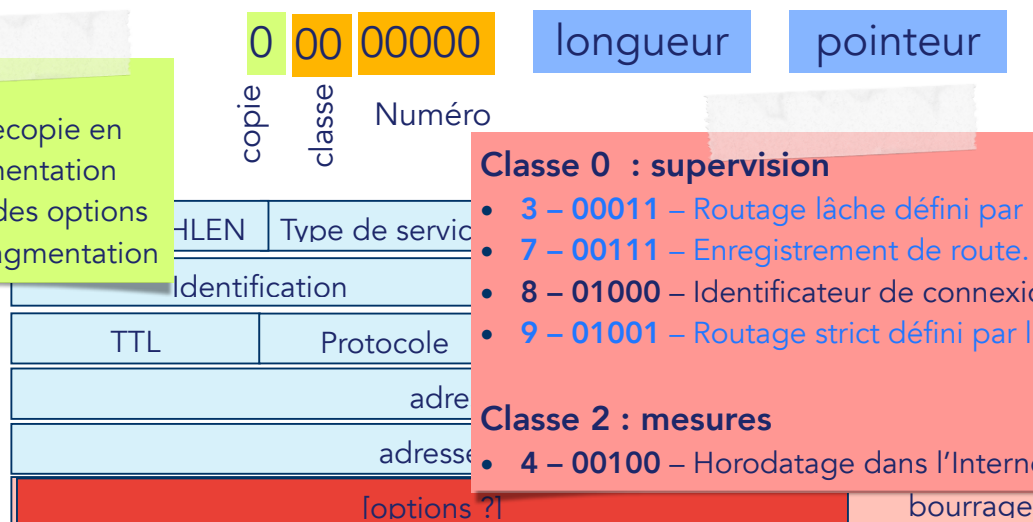 0 00 00000 longueur pointeur
copie classe Numéro
ecopie en
mentation
des options
agmentation
Classe 0 : supervision
• 3 – 00011 – Routage lâche défini par
• 7 – 00111 – Enregistrement de route.
• 8 – 01000 – Identificateur de connexio
• 9 – 01001 – Routage strict défini par l
Classe 2 : mesures
• 4 – 00100 – Horodatage dans l'Interne
HLEN Type de servic
Identification
TTL Protocole
adre
adresse
[options ?] bourrage